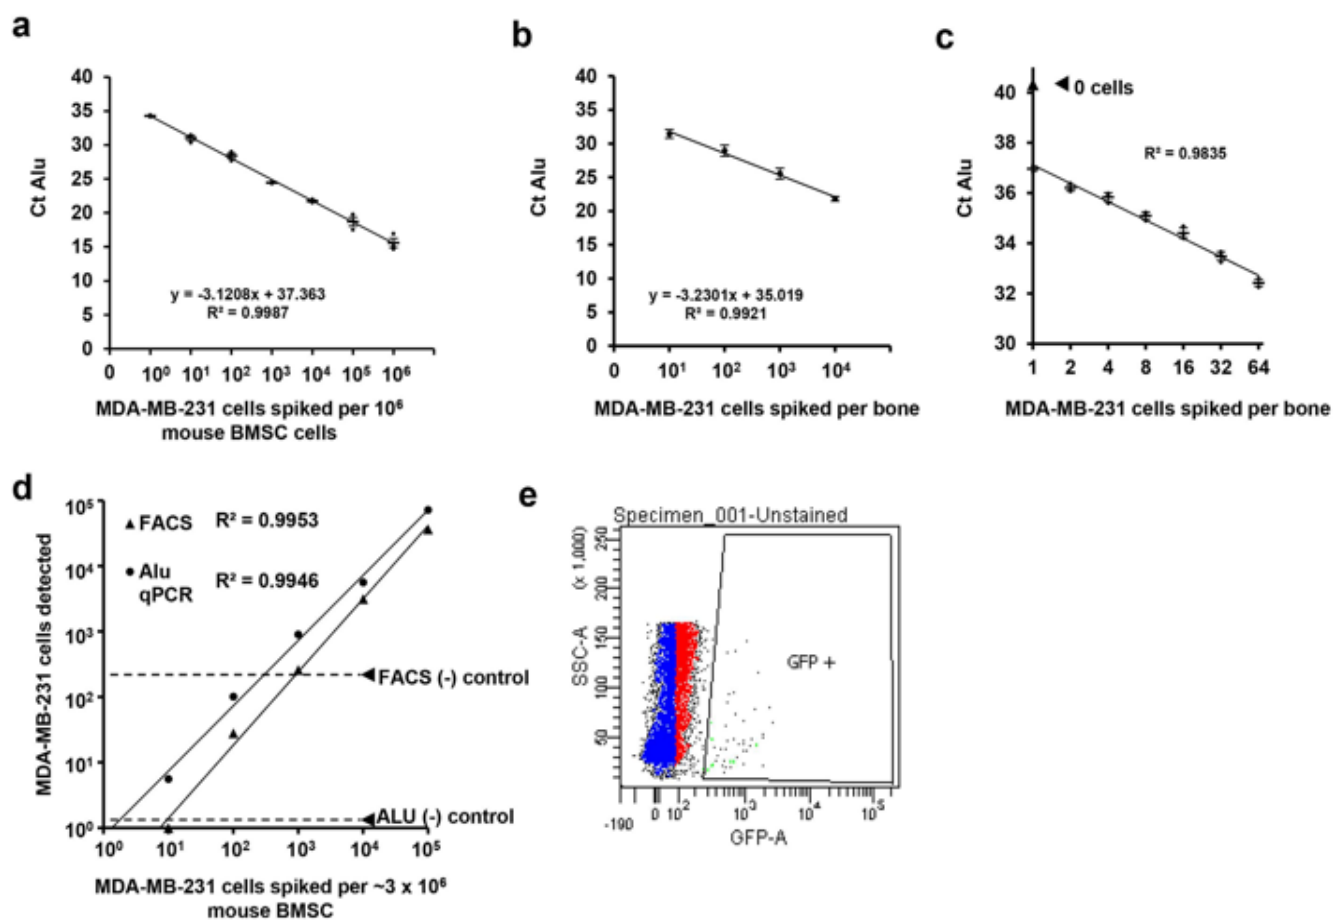 a
40
35
30
25
20
15
10
5
0
Ct Alu
y = -3.1208x + 37.363
R² = 0.9987
0 10⁰ 10¹ 10² 10³ 10⁴ 10⁵ 10⁶
MDA-MB-231 cells spiked per 10⁶
mouse BMSC cells
b
40
35
30
25
20
15
10
5
0
Ct Alu
y = -3.2301x + 35.019
R² = 0.9921
0 10¹ 10² 10³ 10⁴
MDA-MB-231 cells spiked per bone
c
40
38
36
34
32
30
Ct Alu
0 cells
R² = 0.9835
1 2 4 8 16 32 64
MDA-MB-231 cells spiked per bone
d
10⁵
10⁴
10³
10²
10¹
10⁰
MDA-MB-231 cells detected
FACS R² = 0.9953
Alu
qPCR R² = 0.9946
FACS (-) control
ALU (-) control
10⁰ 10¹ 10² 10³ 10⁴ 10⁵
MDA-MB-231 cells spiked per ~3 x 10⁶
mouse BMSC
e
Specimen_001-Unstained
(x 1,000)
250
200
150
100
50
SSC-A
GFP +
-190 0 10² 10³ 10⁴ 10⁵
GFP-A